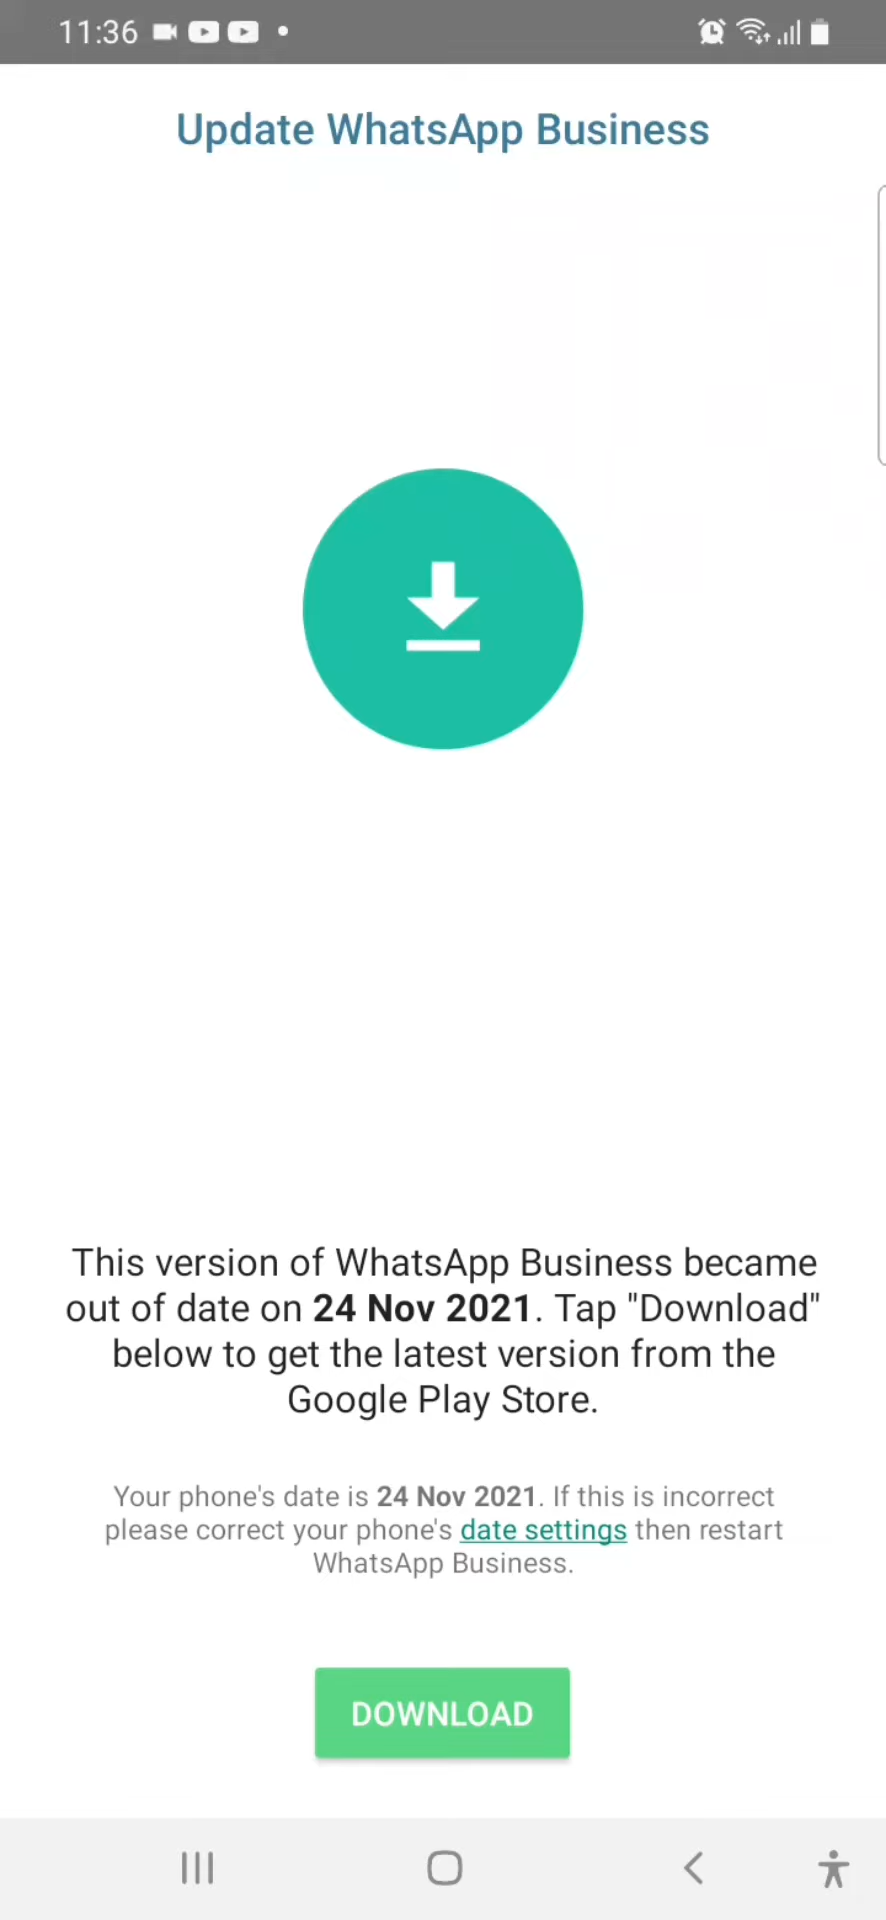 11:36
Update WhatsApp Business
This version of WhatsApp Business became
out of date on 24 Nov 2021. Tap "Download"
below to get the latest version from the
Google Play Store.
Your phone's date is 24 Nov 2021. If this is incorrect
please correct your phone's date settings then restart
WhatsApp Business.
DOWNLOAD